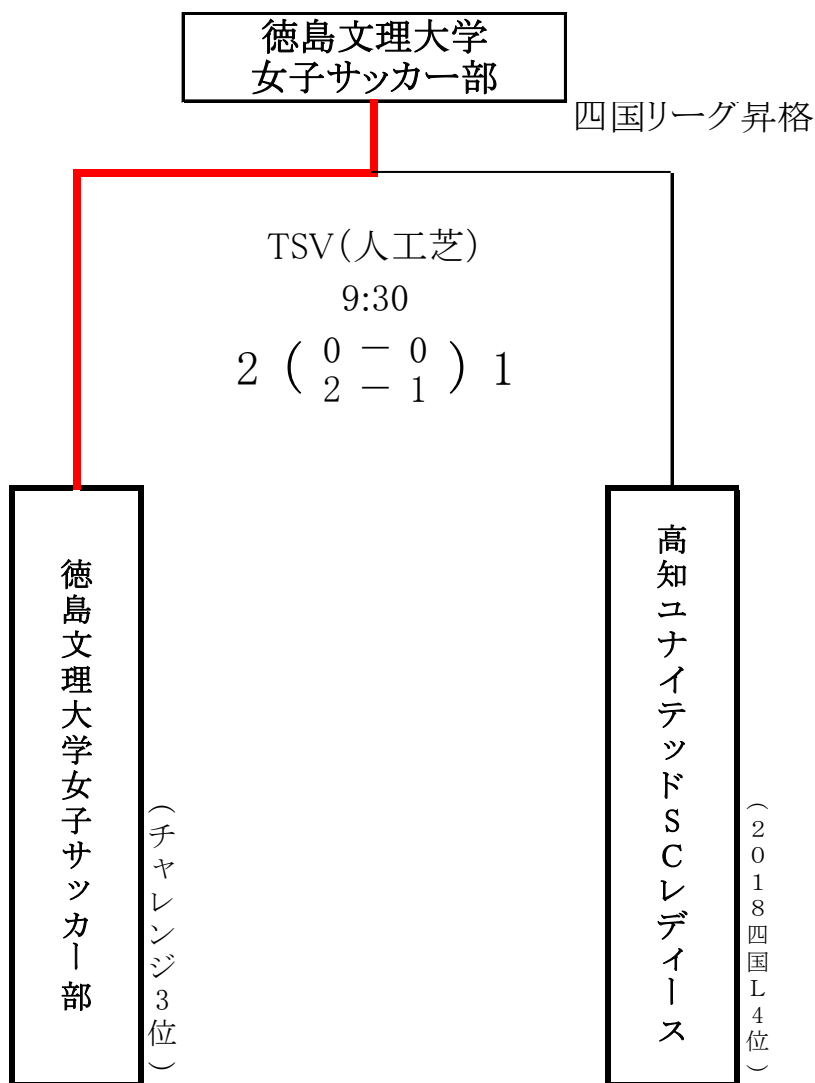 徳島文理大学
女子サッカー部
四国リーグ昇格
TSV（人工芝）
9:30
2 ( 0 － 0
2 － 1 ) 1
徳島文理大学女子サッカー部
（チャレンジ3位）
高知ユナイテッドSCレディース
（2018四国L4位）